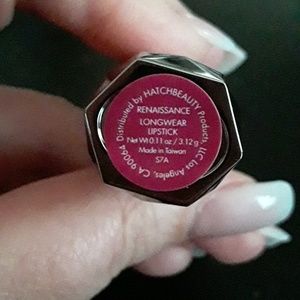 Distributed by HATCHBEAUTY Products, LLC Los Angeles, CA 90064
RENAISSANCE
LONGWEAR
LIPSTICK
Net Wt 0.11 oz / 3.12 g
Made in Taiwan
S7A